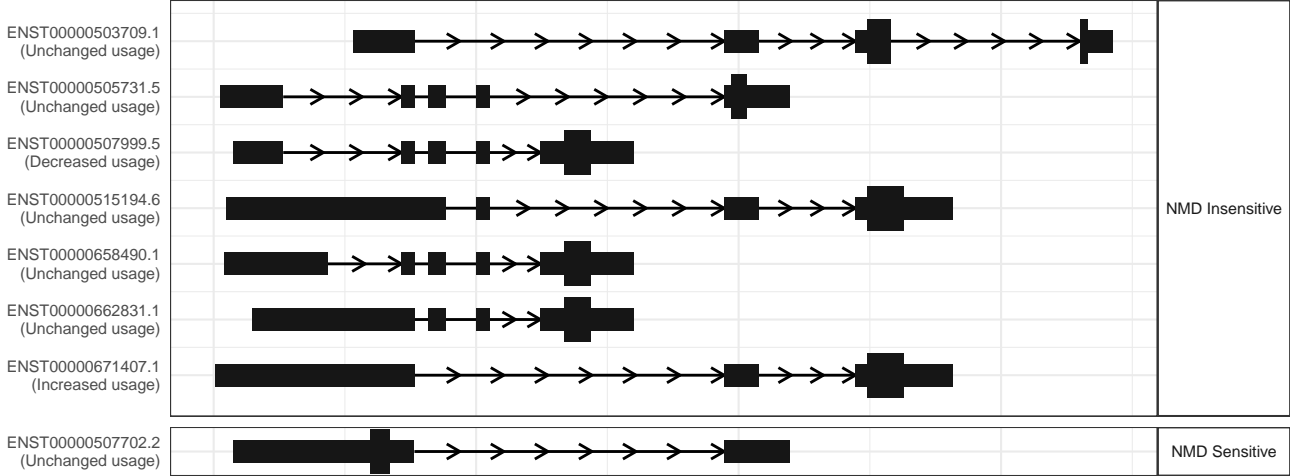 ENST00000503709.1
(Unchanged usage)
ENST00000505731.5
(Unchanged usage)
ENST00000507999.5
(Decreased usage)
ENST00000515194.6
(Unchanged usage)
ENST00000658490.1
(Unchanged usage)
ENST00000662831.1
(Unchanged usage)
ENST00000671407.1
(Increased usage)
NMD Insensitive
ENST00000507702.2
(Unchanged usage)
NMD Sensitive